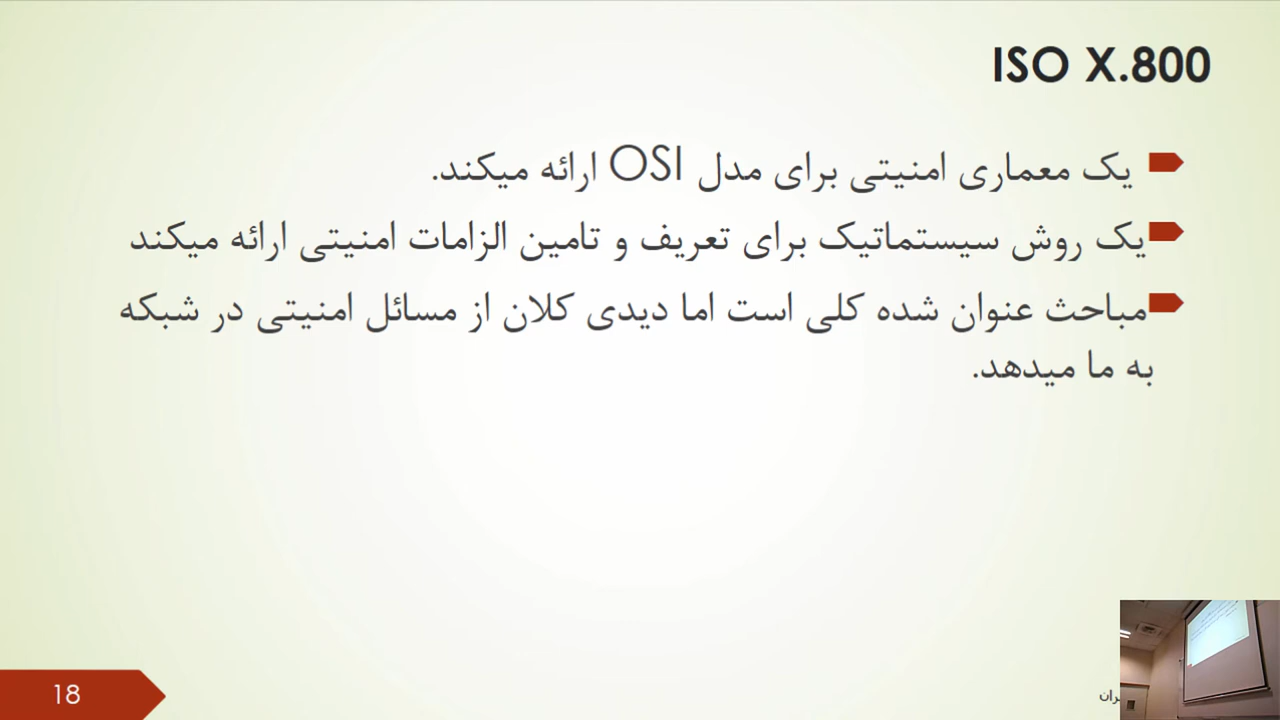 ISO X.800
یک معماری امنیتی برای مدل OSI ارائه میکند.
یک روش سیستماتیک برای تعریف و تامین الزامات امنیتی ارائه میکند
مباحث عنوان شده کلی است اما دیدی کلان از مسائل امنیتی در شبکه
به ما میدهد.
18